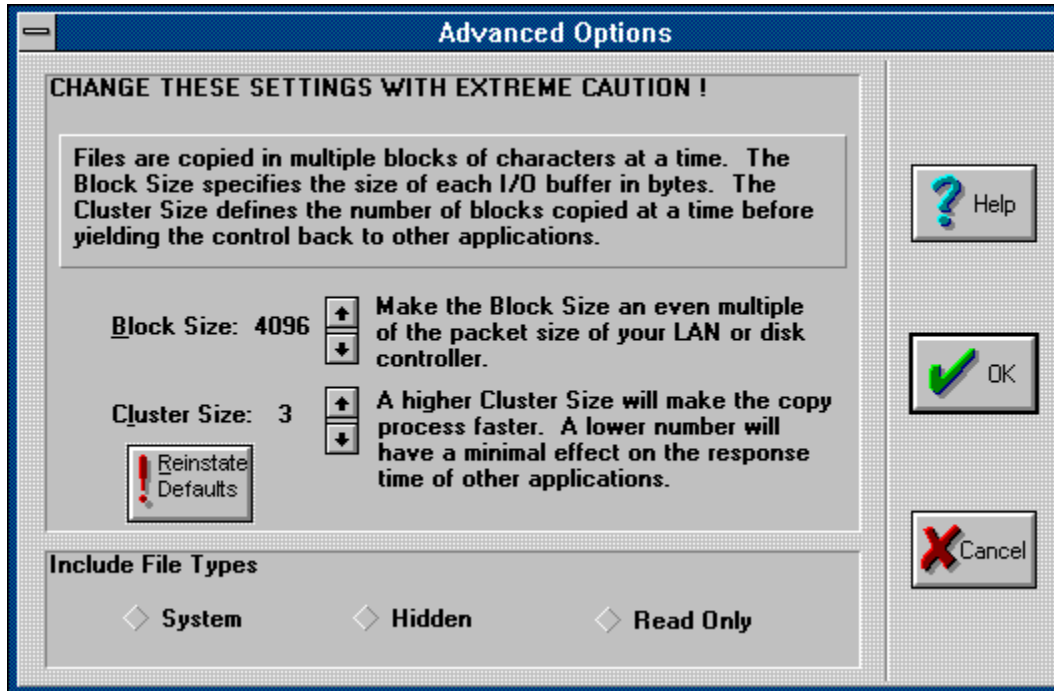 Advanced Options
CHANGE THESE SETTINGS WITH EXTREME CAUTION !
Files are copied in multiple blocks of characters at a time. The
Block Size specifies the size of each I/O buffer in bytes. The
Cluster Size defines the number of blocks copied at a time before
yielding the control back to other applications.
Block Size: 4096
Make the Block Size an even multiple
of the packet size of your LAN or disk
controller.
Cluster Size: 3
A higher Cluster Size will make the copy
process faster. A lower number will
have a minimal effect on the response
time of other applications.
Reinstate
Defaults
Include File Types
System
Hidden
Read Only
Help
OK
Cancel